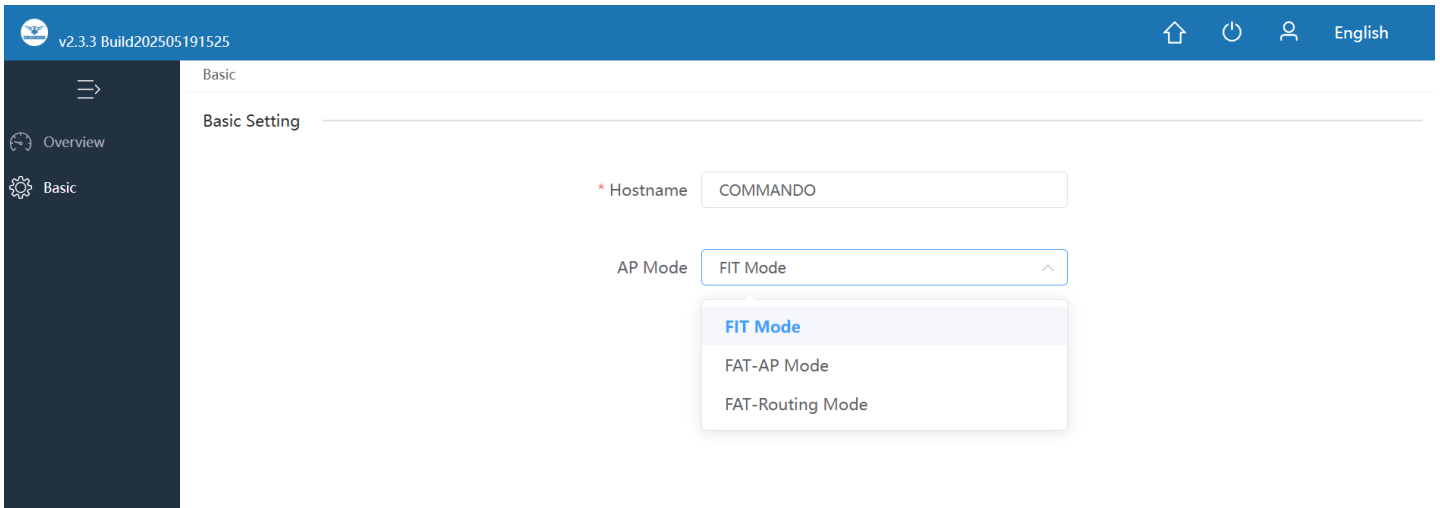 v2.3.3 Build202505191525
English
Basic
Overview
Basic
Basic Setting
* Hostname
COMMANDO
AP Mode
FIT Mode
FIT Mode
FAT-AP Mode
FAT-Routing Mode